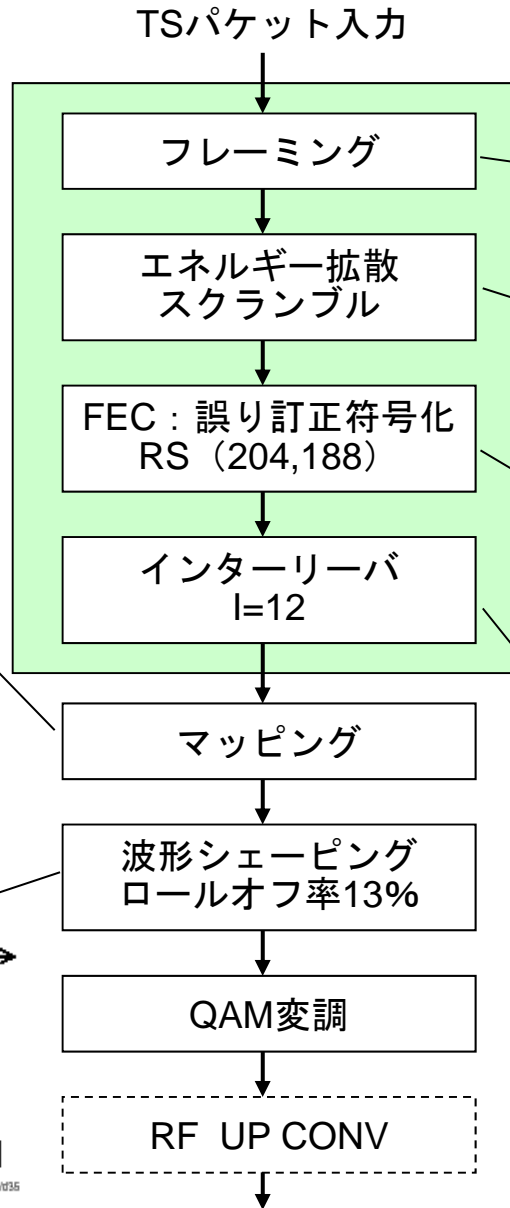 TSパケット入力
フレーミング
エネルギー拡散
スクランブル
FEC：誤り訂正符号化
RS（204,188）
インターリーバ
I=12
マッピング
波形シェーピング
ロールオフ率13%
QAM変調
RF UP CONV